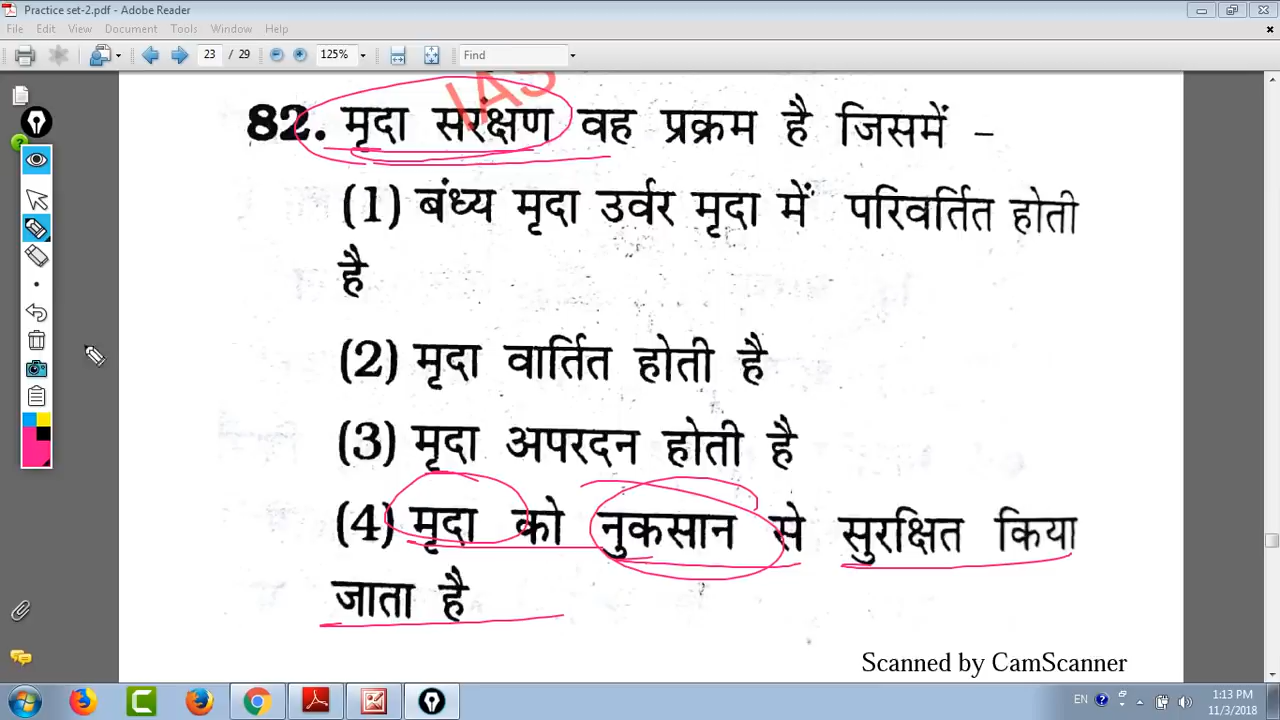 Practice set-2.pdf - Adobe Reader
File Edit View Document Tools Window Help
23 / 29 125% Find
IAS
82. मृदा सरंक्षण वह प्रक्रम है जिसमें -
(1) बंध्य मृदा उर्वर मृदा में परिवर्तित होती
है
(2) मृदा वार्तित होती है
(3) मृदा अपरदन होती है
(4) मृदा को नुकसान से सुरक्षित किया
जाता है
Scanned by CamScanner
EN 1:13 PM
11/3/2018